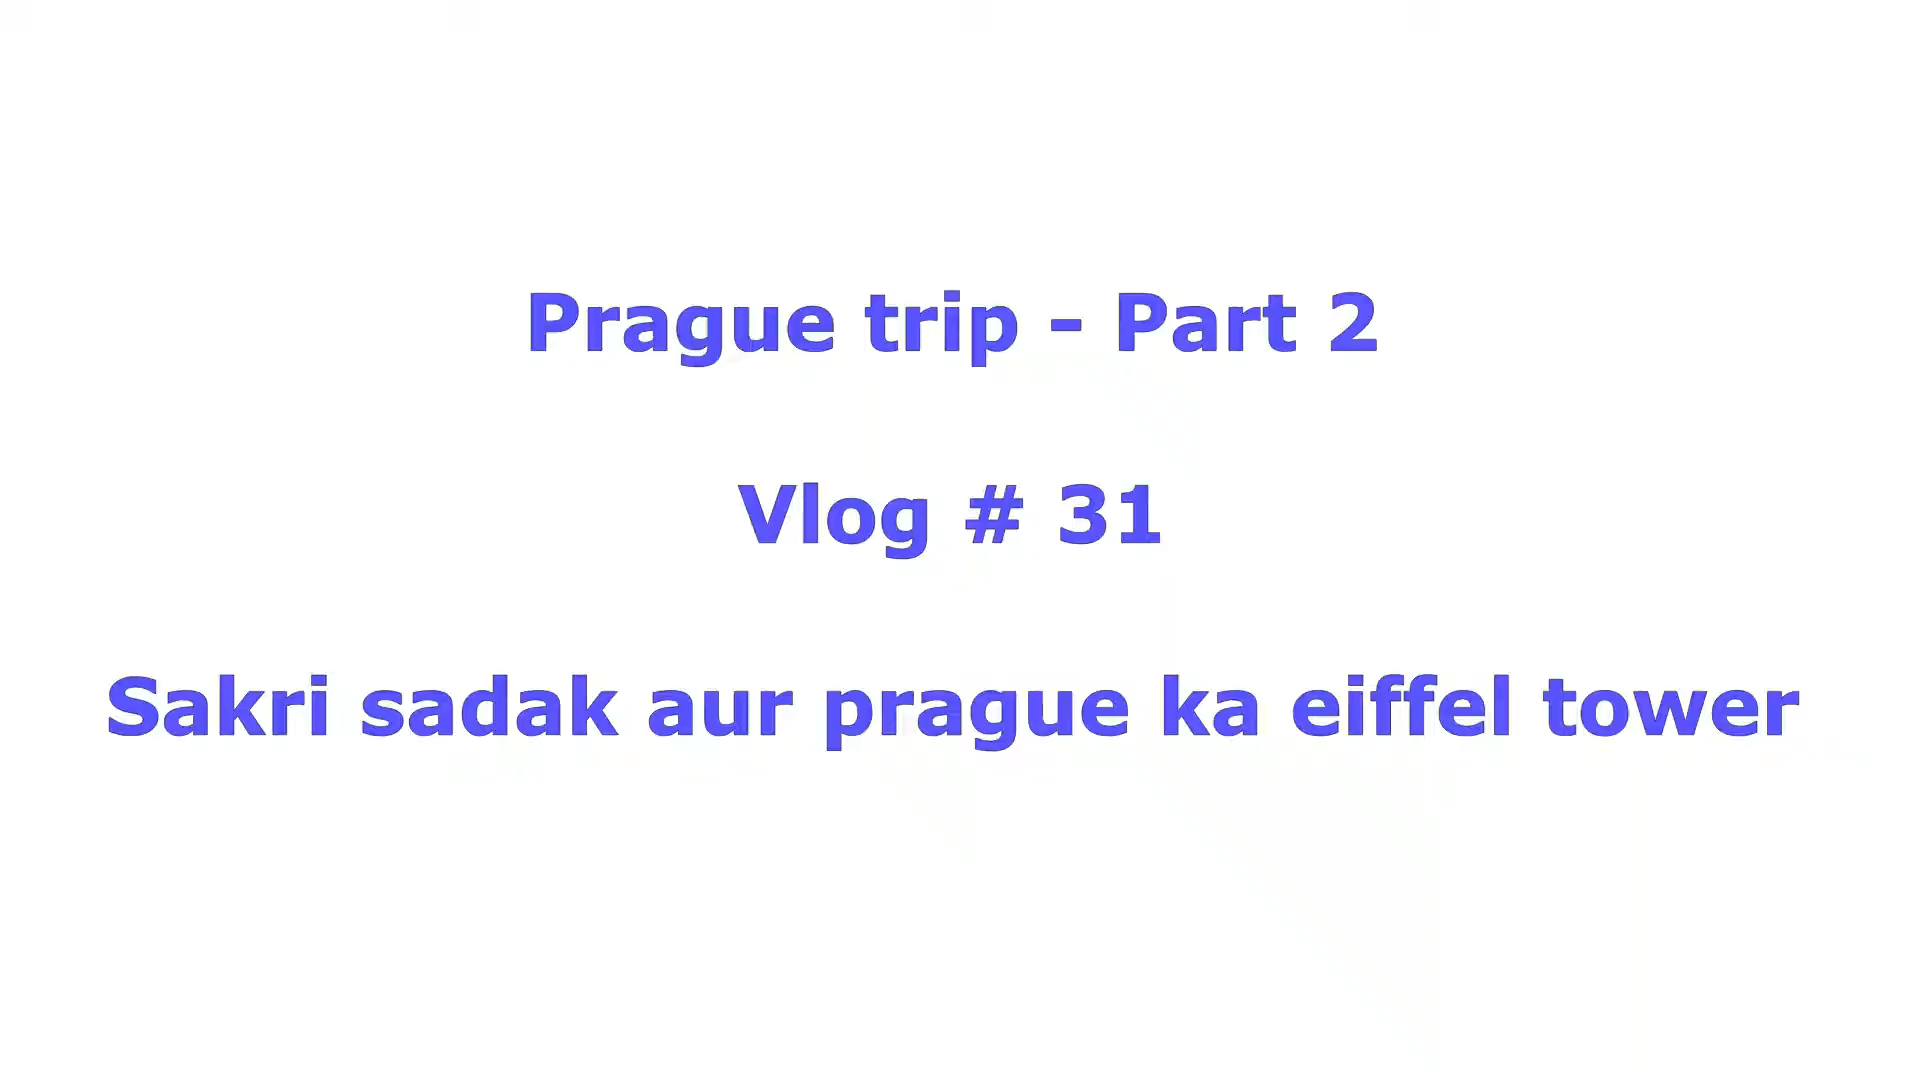 Prague trip - Part 2
Vlog # 31
Sakri sadak aur prague ka eiffel tower